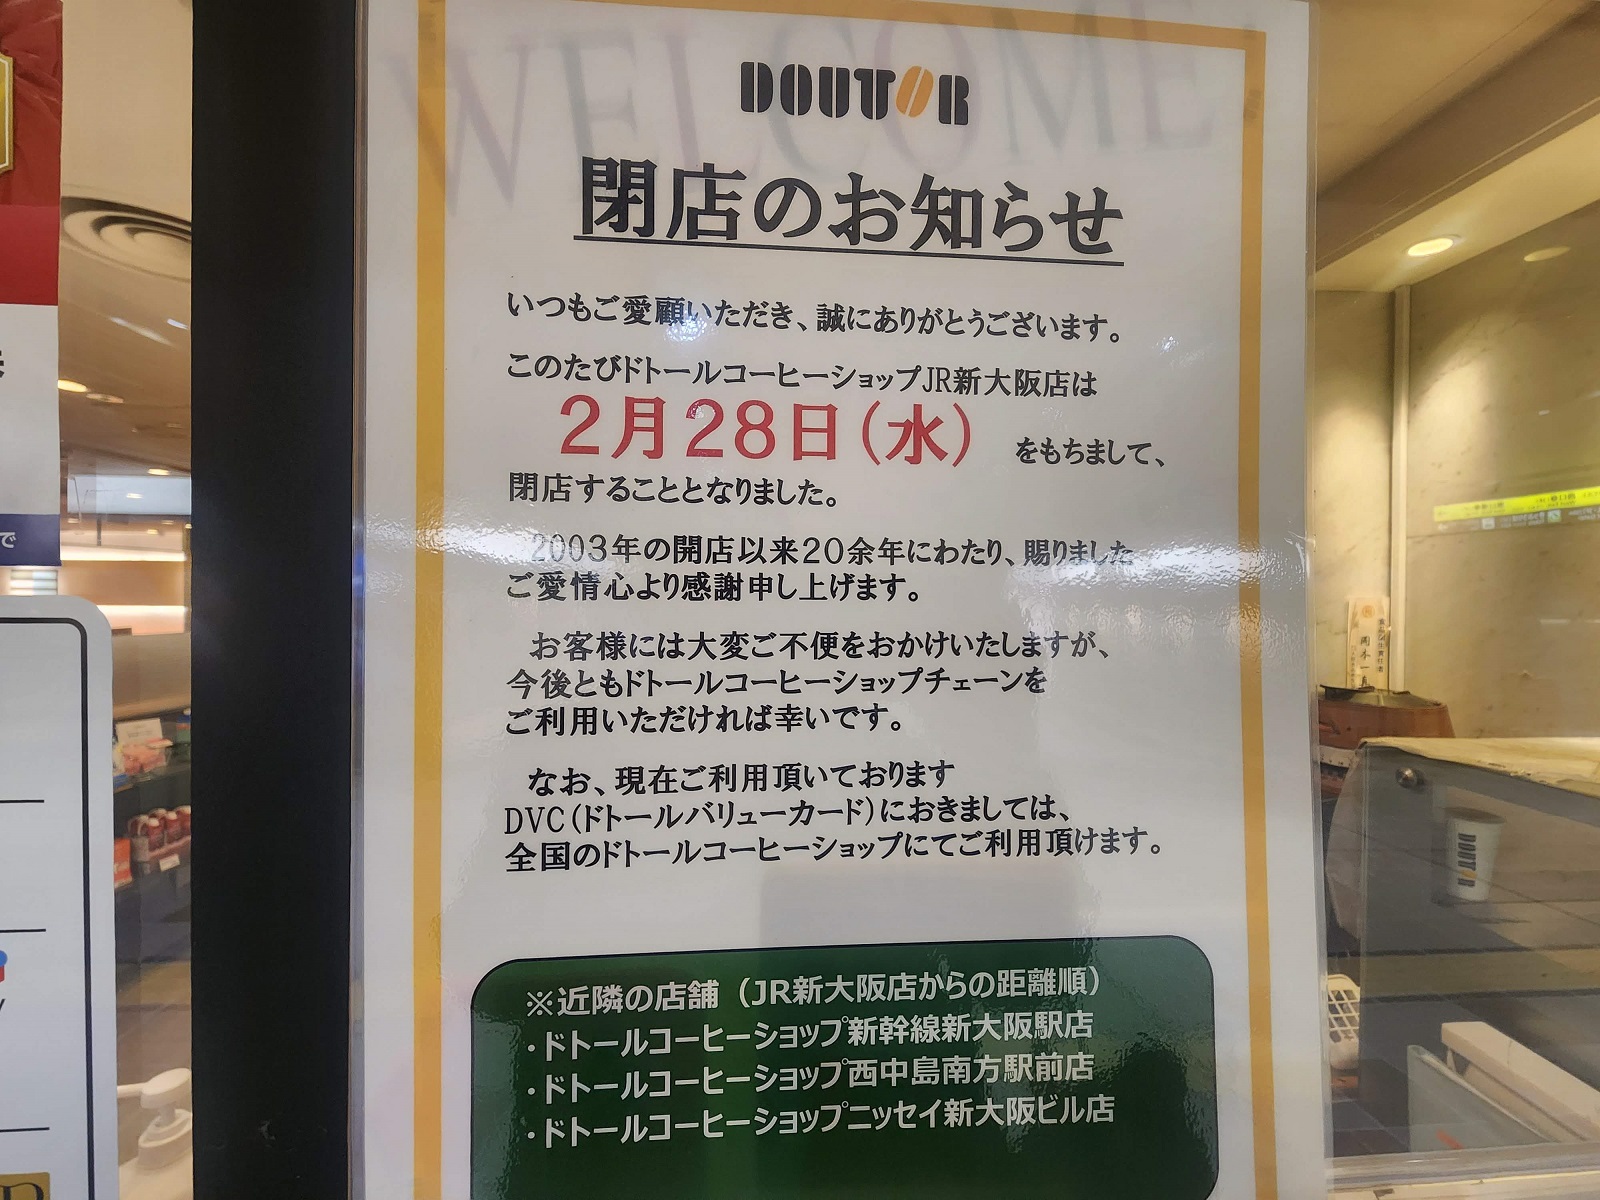 WELCOME
DOUTOR
閉店のお知らせ
いつもご愛顧いただき、誠にありがとうございます。
このたびドトールコーヒーショップJR新大阪店は
2月28日(水) をもちまして、
閉店することとなりました。
2003年の開店以来20余年にわたり、賜りました
ご愛情心より感謝申し上げます。
お客様には大変ご不便をおかけいたしますが、
今後ともドトールコーヒーショップチェーンを
ご利用いただければ幸いです。
なお、現在ご利用頂いております
DVC(ドトールバリューカード)におきましては、
全国のドトールコーヒーショップにてご利用頂けます。
※近隣の店舗（JR新大阪店からの距離順）
・ドトールコーヒーショップ新幹線新大阪駅店
・ドトールコーヒーショップ西中島南方駅前店
・ドトールコーヒーショップニッセイ新大阪ビル店
で
DOUTOR